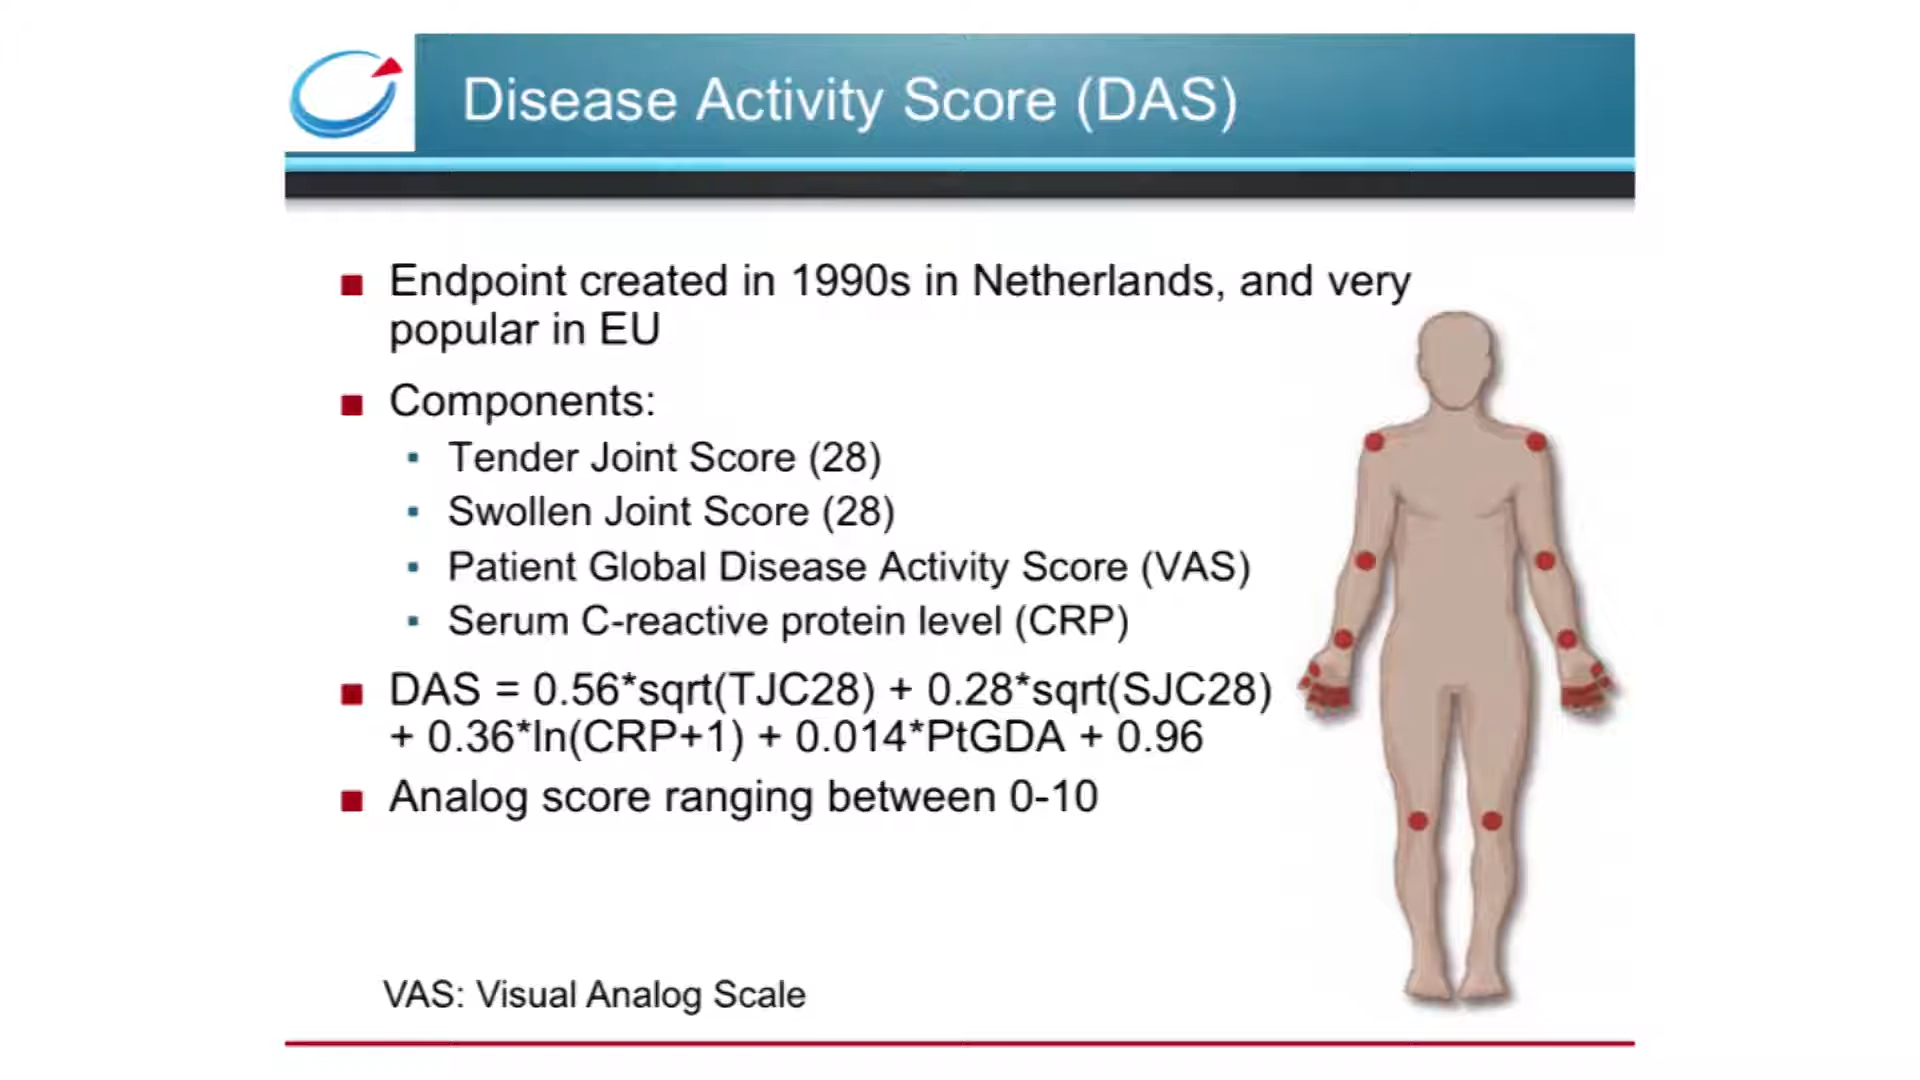 Disease Activity Score (DAS)
Endpoint created in 1990s in Netherlands, and very
popular in EU
Components:
Tender Joint Score (28)
Swollen Joint Score (28)
Patient Global Disease Activity Score (VAS)
Serum C-reactive protein level (CRP)
DAS = 0.56*sqrt(TJC28) + 0.28*sqrt(SJC28)
+ 0.36*ln(CRP+1) + 0.014*PtGDA + 0.96
Analog score ranging between 0-10
VAS: Visual Analog Scale